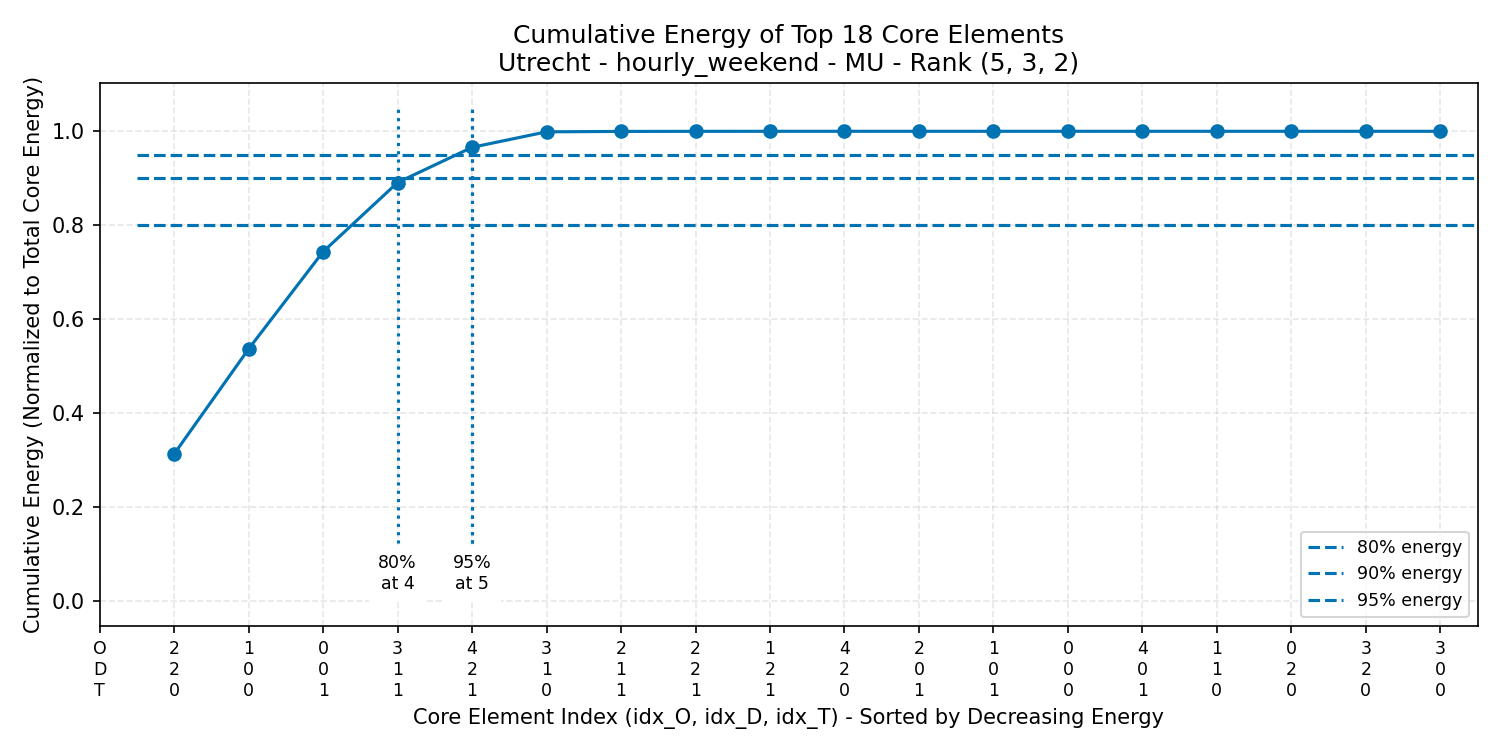 Cumulative Energy of Top 18 Core Elements
Utrecht - hourly_weekend - MU - Rank (5, 3, 2)
Cumulative Energy (Normalized to Total Core Energy)
1.0
0.8
0.6
0.4
0.2
0.0
80%
at 4
95%
at 5
80% energy
90% energy
95% energy
O 2 1 0 3 4 3 2 2 1 4 2 1 0 4 1 0 3 3
D 2 0 0 1 2 1 1 2 2 2 0 0 0 0 1 2 2 0
T 0 0 1 1 1 0 1 1 1 0 1 1 0 1 0 0 0 0
Core Element Index (idx_O, idx_D, idx_T) - Sorted by Decreasing Energy